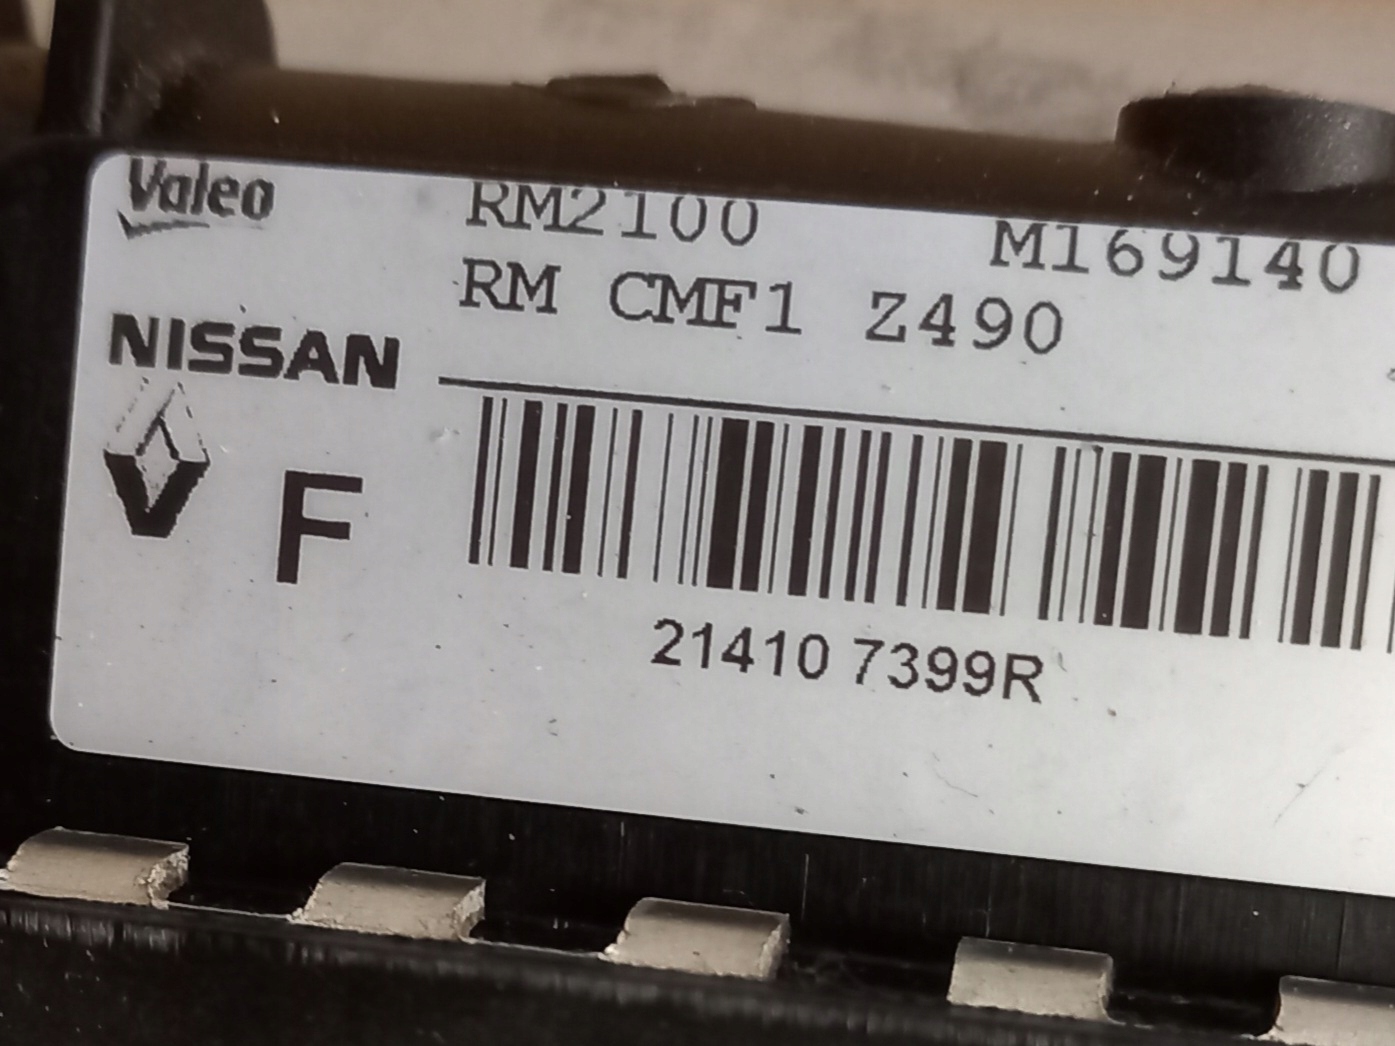 Valeo RM2100 M169140
RM CMF1 Z490
NISSAN
F
21410 7399R